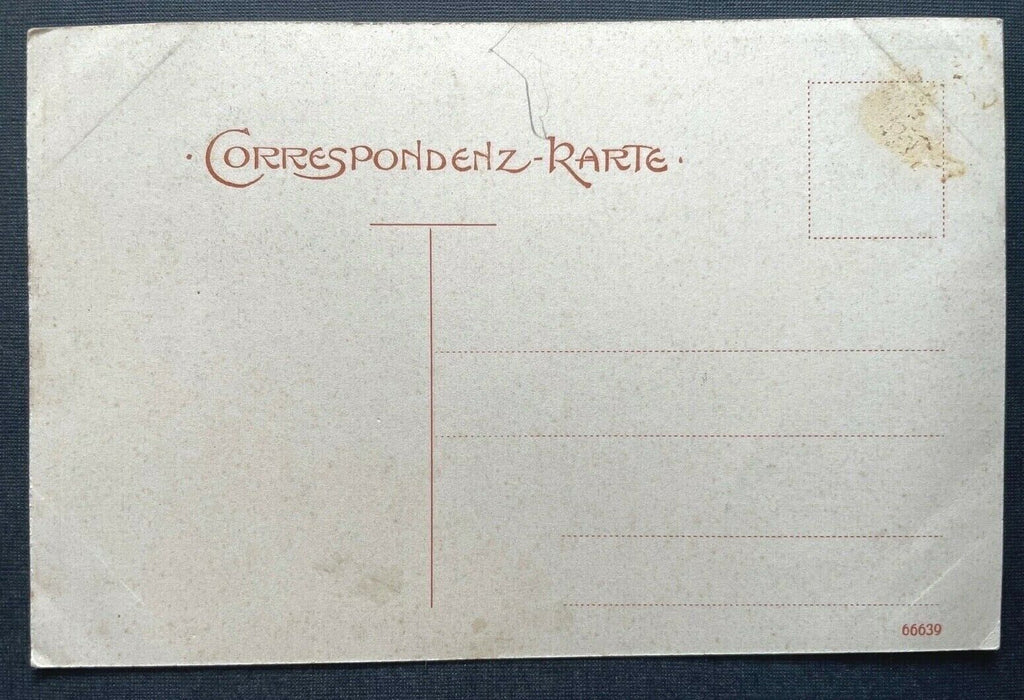 · CORRESPONDENZ-KARTE ·
66639